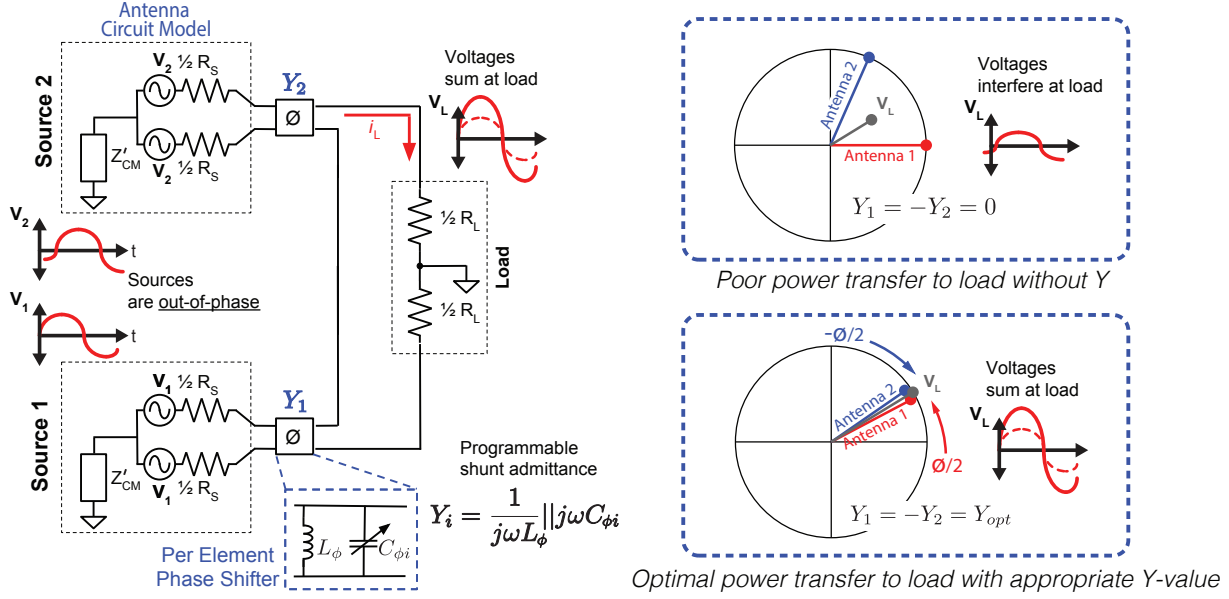 Antenna
Circuit Model
Source 2
V2
½ RS
V2
½ RS
Z′CM
Y2
Ø
iL
Voltages
sum at load
VL
½ RL
½ RL
Load
V2
t
Sources
are out-of-phase
V1
t
Source 1
V1
½ RS
V1
½ RS
Z′CM
Y1
Ø
Programmable
shunt admittance
Yi = 1/(jωLϕ) || jωCϕi
Lϕ
Cϕi
Per Element
Phase Shifter
Antenna 2
VL
Antenna 1
Y1 = −Y2 = 0
Voltages
interfere at load
VL
Poor power transfer to load without Y
-Ø/2
VL
Antenna 2
Antenna 1
Ø/2
Y1 = −Y2 = Yopt
Voltages
sum at load
VL
Optimal power transfer to load with appropriate Y-value